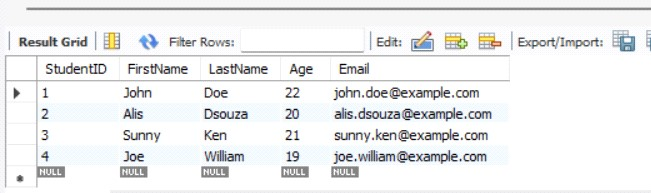 Result Grid Filter Rows: Edit: Export/Import:
StudentID FirstName LastName Age Email
1 John Doe 22 john.doe@example.com
2 Alis Dsouza 20 alis.dsouza@example.com
3 Sunny Ken 21 sunny.ken@example.com
4 Joe William 19 joe.william@example.com
NULL NULL NULL NULL NULL